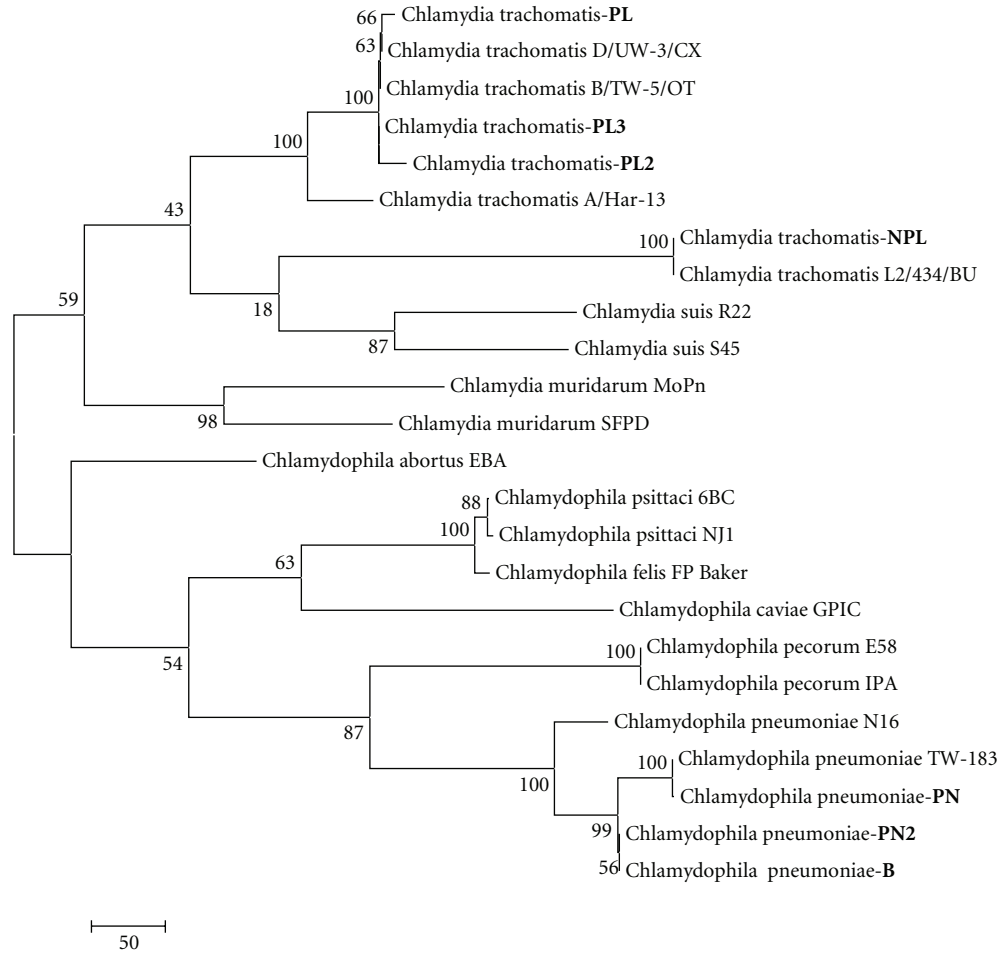 66 Chlamydia trachomatis-PL
63 Chlamydia trachomatis D/UW-3/CX
Chlamydia trachomatis B/TW-5/OT
100
Chlamydia trachomatis-PL3
100
Chlamydia trachomatis-PL2
Chlamydia trachomatis A/Har-13
43
100 Chlamydia trachomatis-NPL
Chlamydia trachomatis L2/434/BU
59
18
Chlamydia suis R22
87
Chlamydia suis S45
Chlamydia muridarum MoPn
98
Chlamydia muridarum SFPD
Chlamydophila abortus EBA
88 Chlamydophila psittaci 6BC
100
Chlamydophila psittaci NJ1
63
Chlamydophila felis FP Baker
Chlamydophila caviae GPIC
54
100 Chlamydophila pecorum E58
Chlamydophila pecorum IPA
87
Chlamydophila pneumoniae N16
100 Chlamydophila pneumoniae TW-183
100
Chlamydophila pneumoniae-PN
99
Chlamydophila pneumoniae-PN2
56 Chlamydophila pneumoniae-B
50